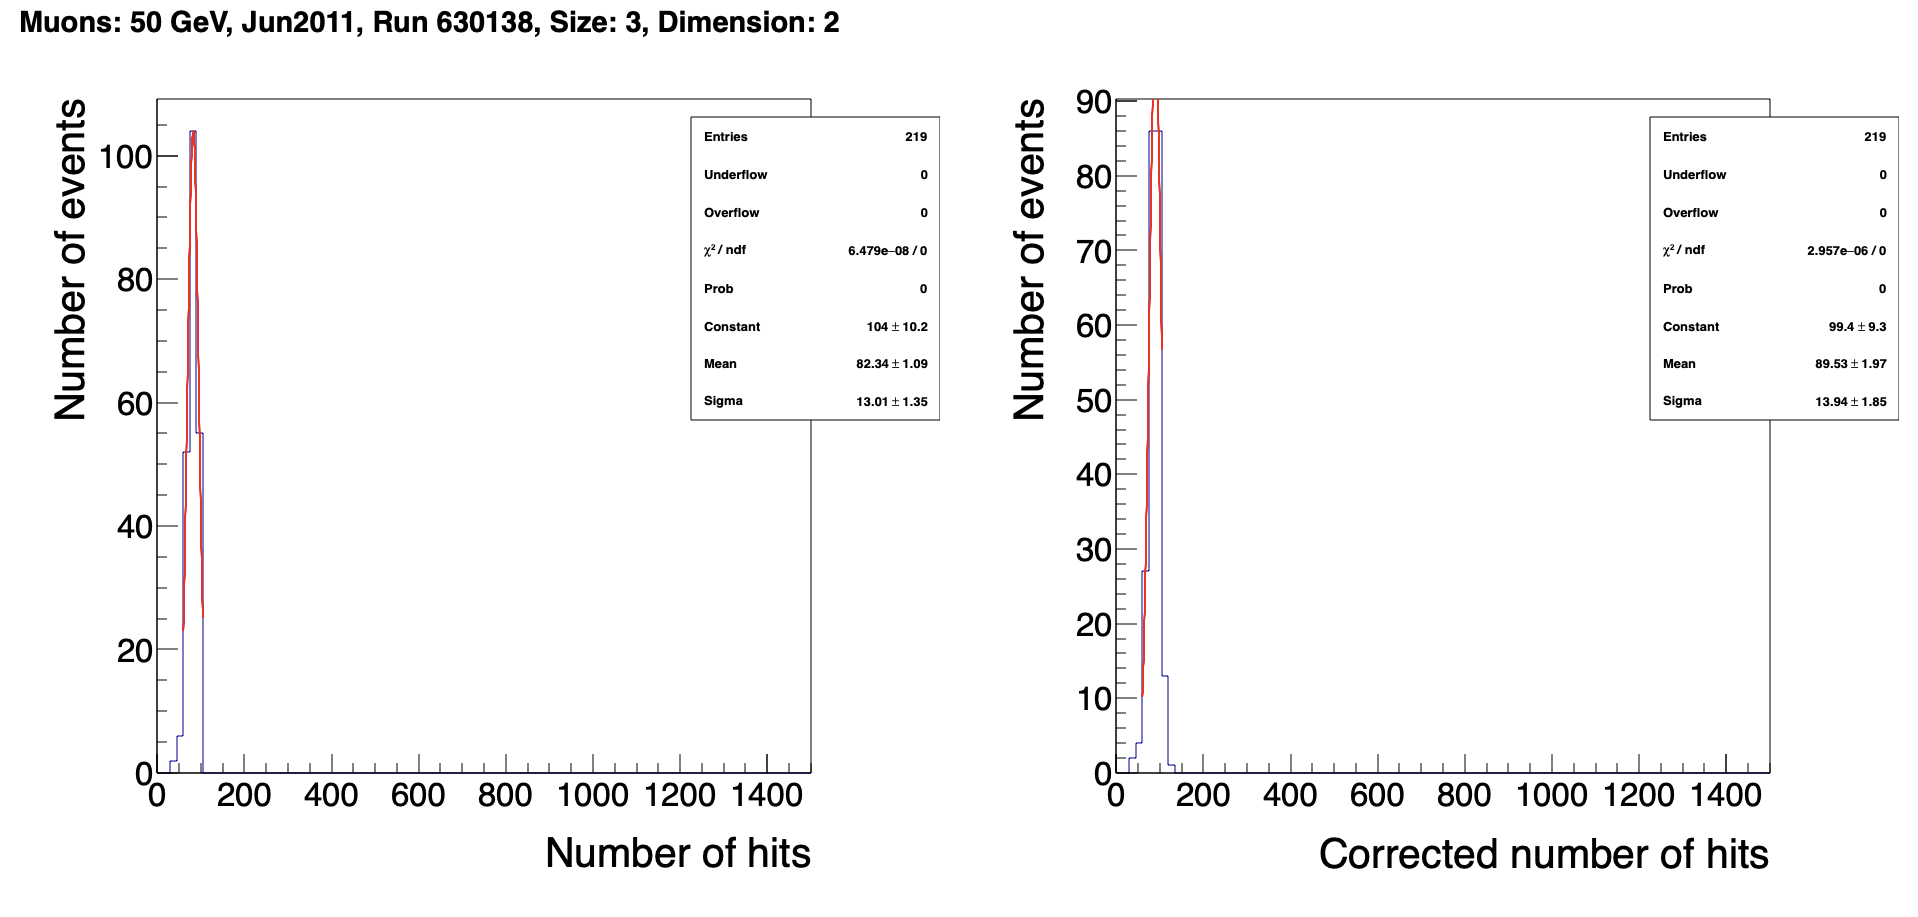 Muons: 50 GeV, Jun2011, Run 630138, Size: 3, Dimension: 2
Number of events
100
80
60
40
20
0
0 200 400 600 800 1000 1200 1400
Number of hits
Entries 219
Underflow 0
Overflow 0
χ² / ndf 6.479e–08 / 0
Prob 0
Constant 104 ± 10.2
Mean 82.34 ± 1.09
Sigma 13.01 ± 1.35
Number of events
90
80
70
60
50
40
30
20
10
0
0 200 400 600 800 1000 1200 1400
Corrected number of hits
Entries 219
Underflow 0
Overflow 0
χ² / ndf 2.957e–06 / 0
Prob 0
Constant 99.4 ± 9.3
Mean 89.53 ± 1.97
Sigma 13.94 ± 1.85